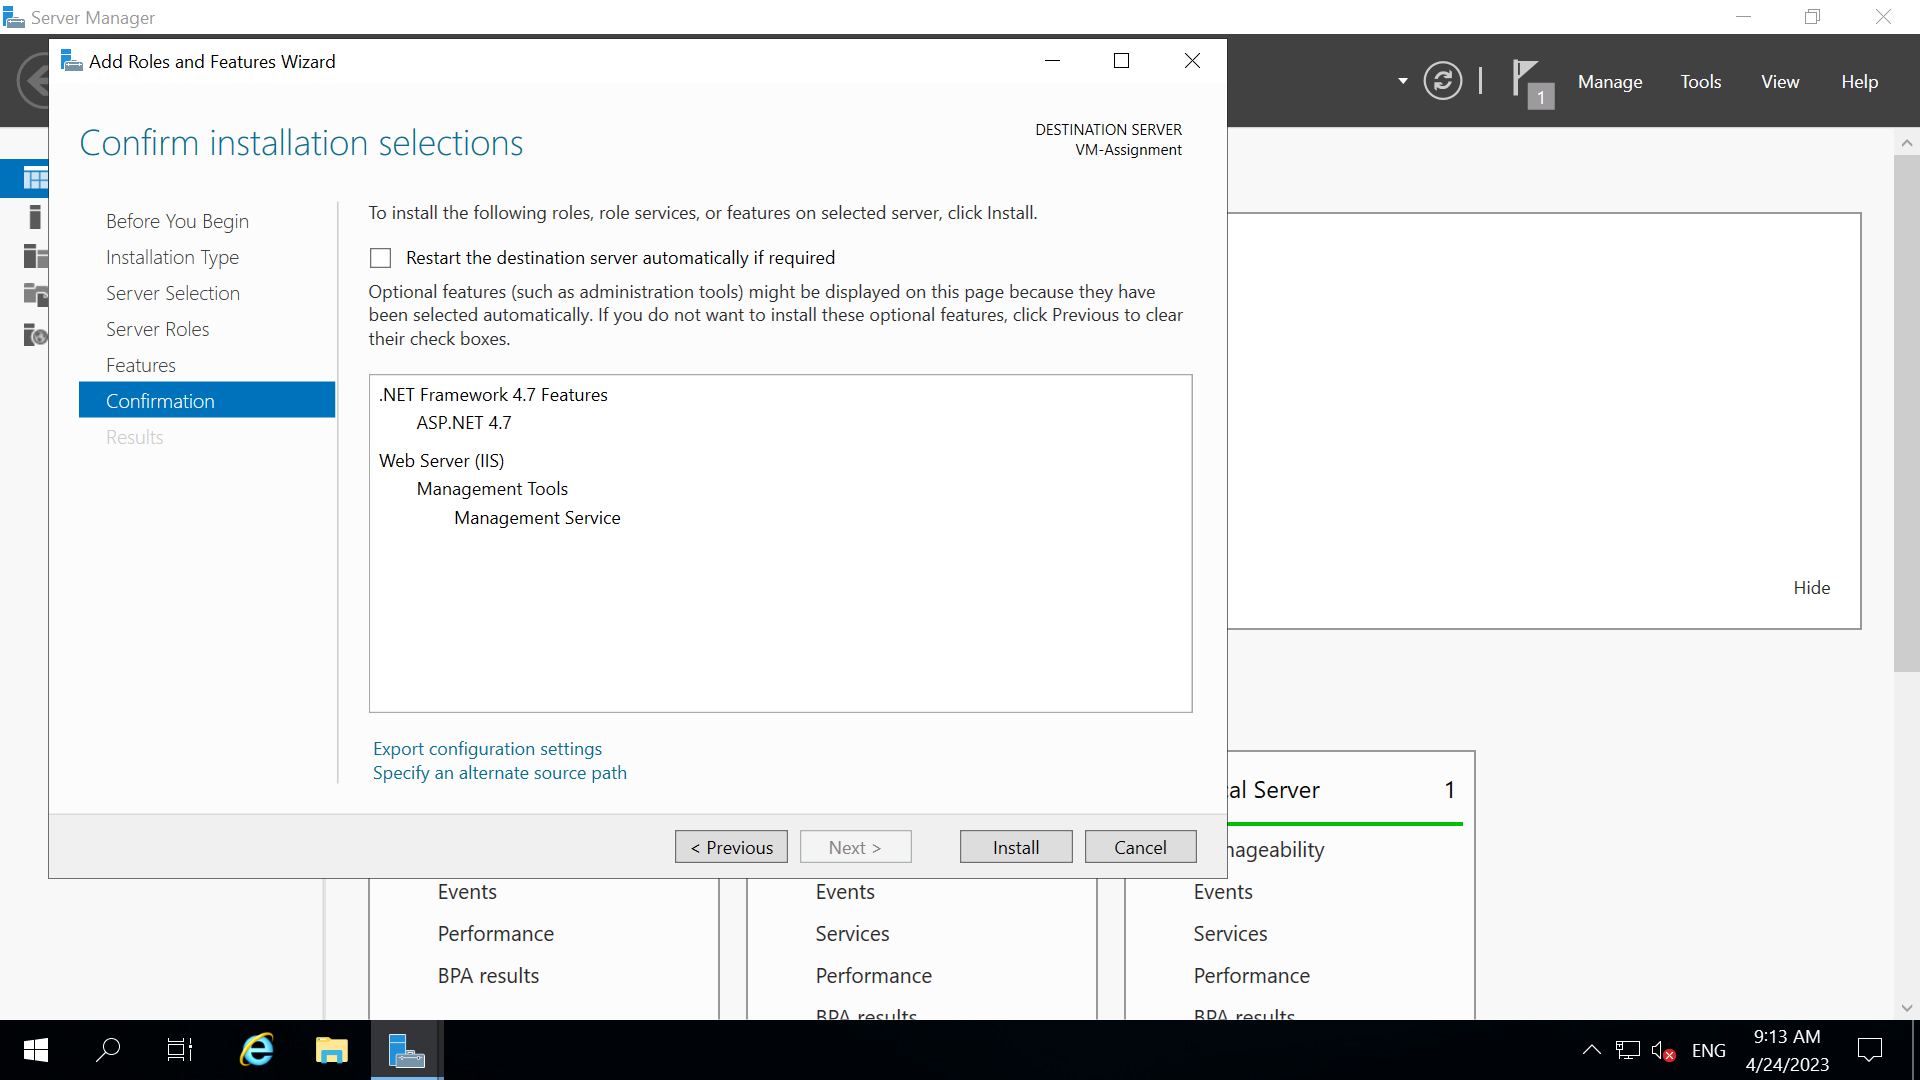 Server Manager
Add Roles and Features Wizard
1
Manage
Tools
View
Help
Confirm installation selections
DESTINATION SERVER
VM-Assignment
Before You Begin
Installation Type
Server Selection
Server Roles
Features
Confirmation
Results
To install the following roles, role services, or features on selected server, click Install.
Restart the destination server automatically if required
Optional features (such as administration tools) might be displayed on this page because they have
been selected automatically. If you do not want to install these optional features, click Previous to clear
their check boxes.
.NET Framework 4.7 Features
ASP.NET 4.7
Web Server (IIS)
Management Tools
Management Service
Export configuration settings
Specify an alternate source path
< Previous
Next >
Install
Cancel
Hide
al Server 1
nageability
Events
Performance
BPA results
Events
Services
Performance
BPA results
Events
Services
Performance
BPA results
ENG
9:13 AM
4/24/2023